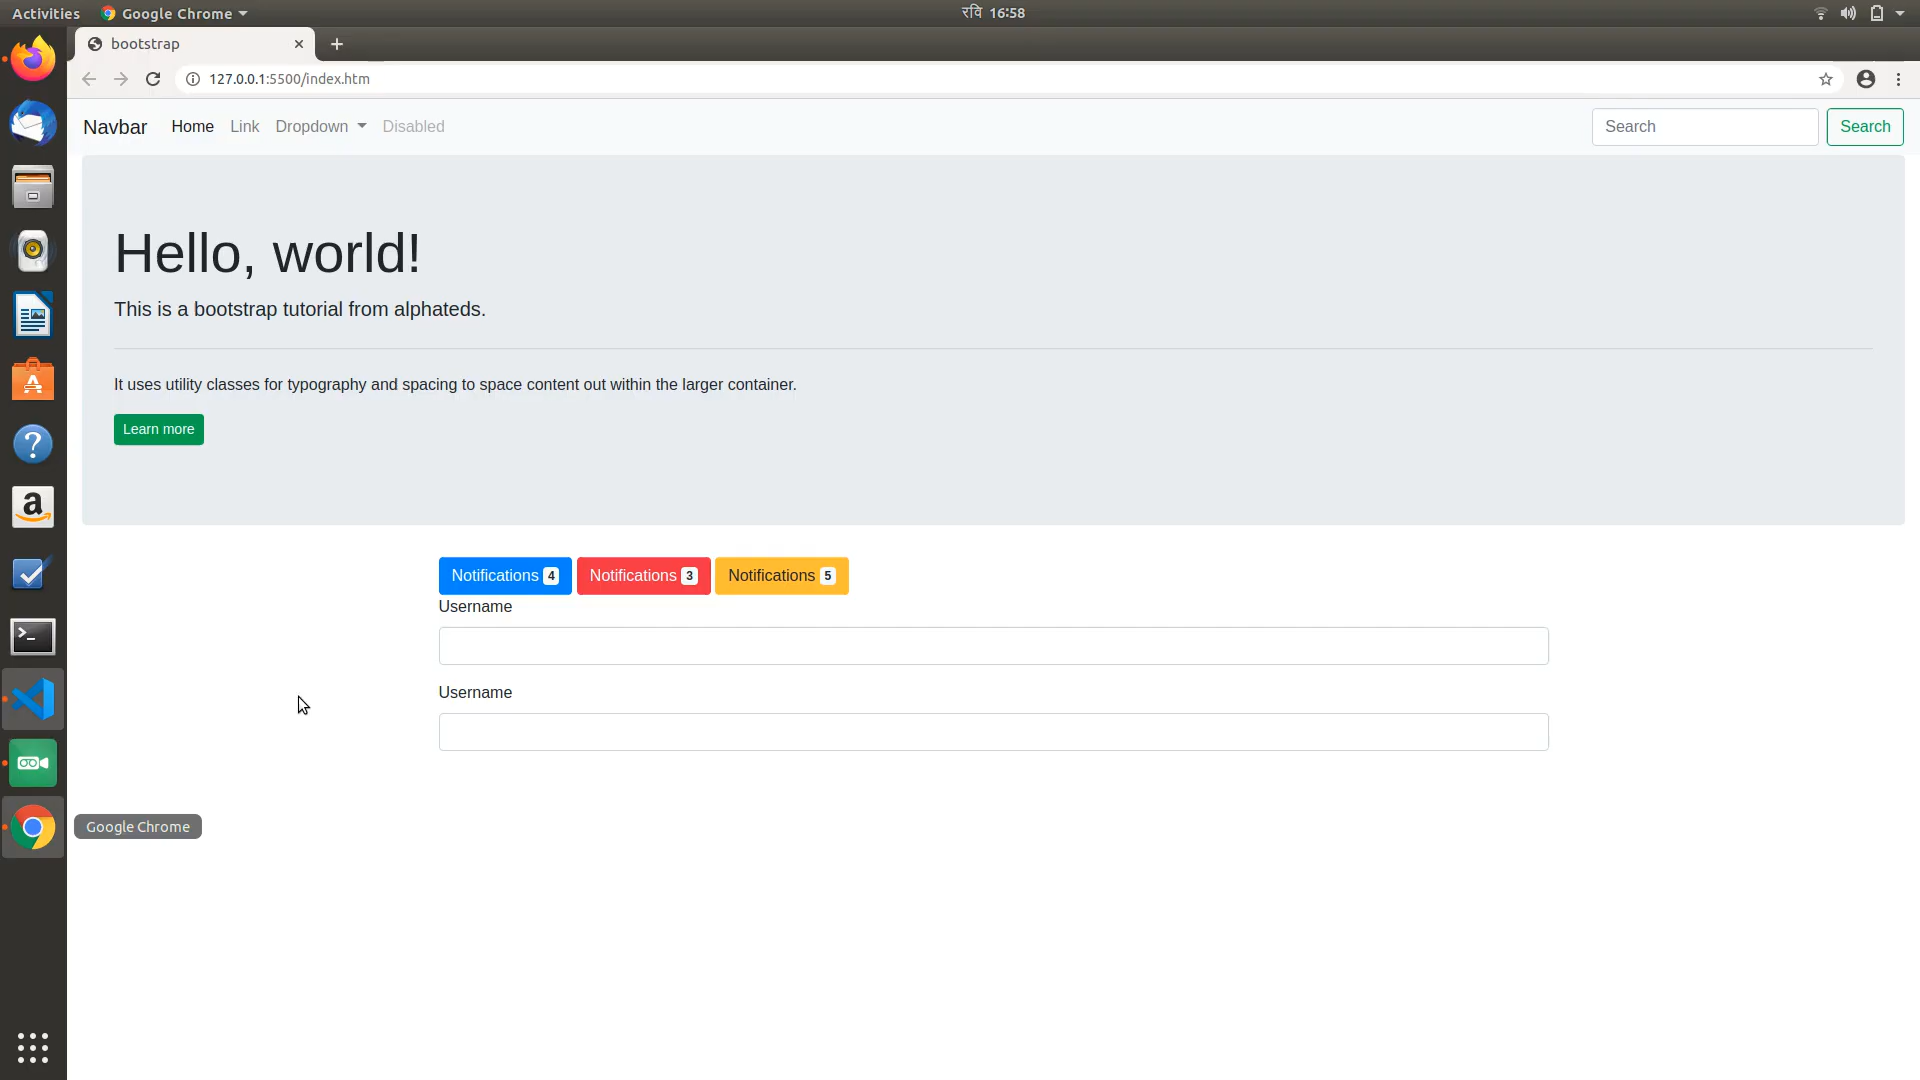 Activities Google Chrome रवि 16:58
bootstrap
127.0.0.1:5500/index.htm
Navbar Home Link Dropdown Disabled Search Search
Hello, world!
This is a bootstrap tutorial from alphateds.
It uses utility classes for typography and spacing to space content out within the larger container.
Learn more
Notifications 4 Notifications 3 Notifications 5
Username
Username
Google Chrome